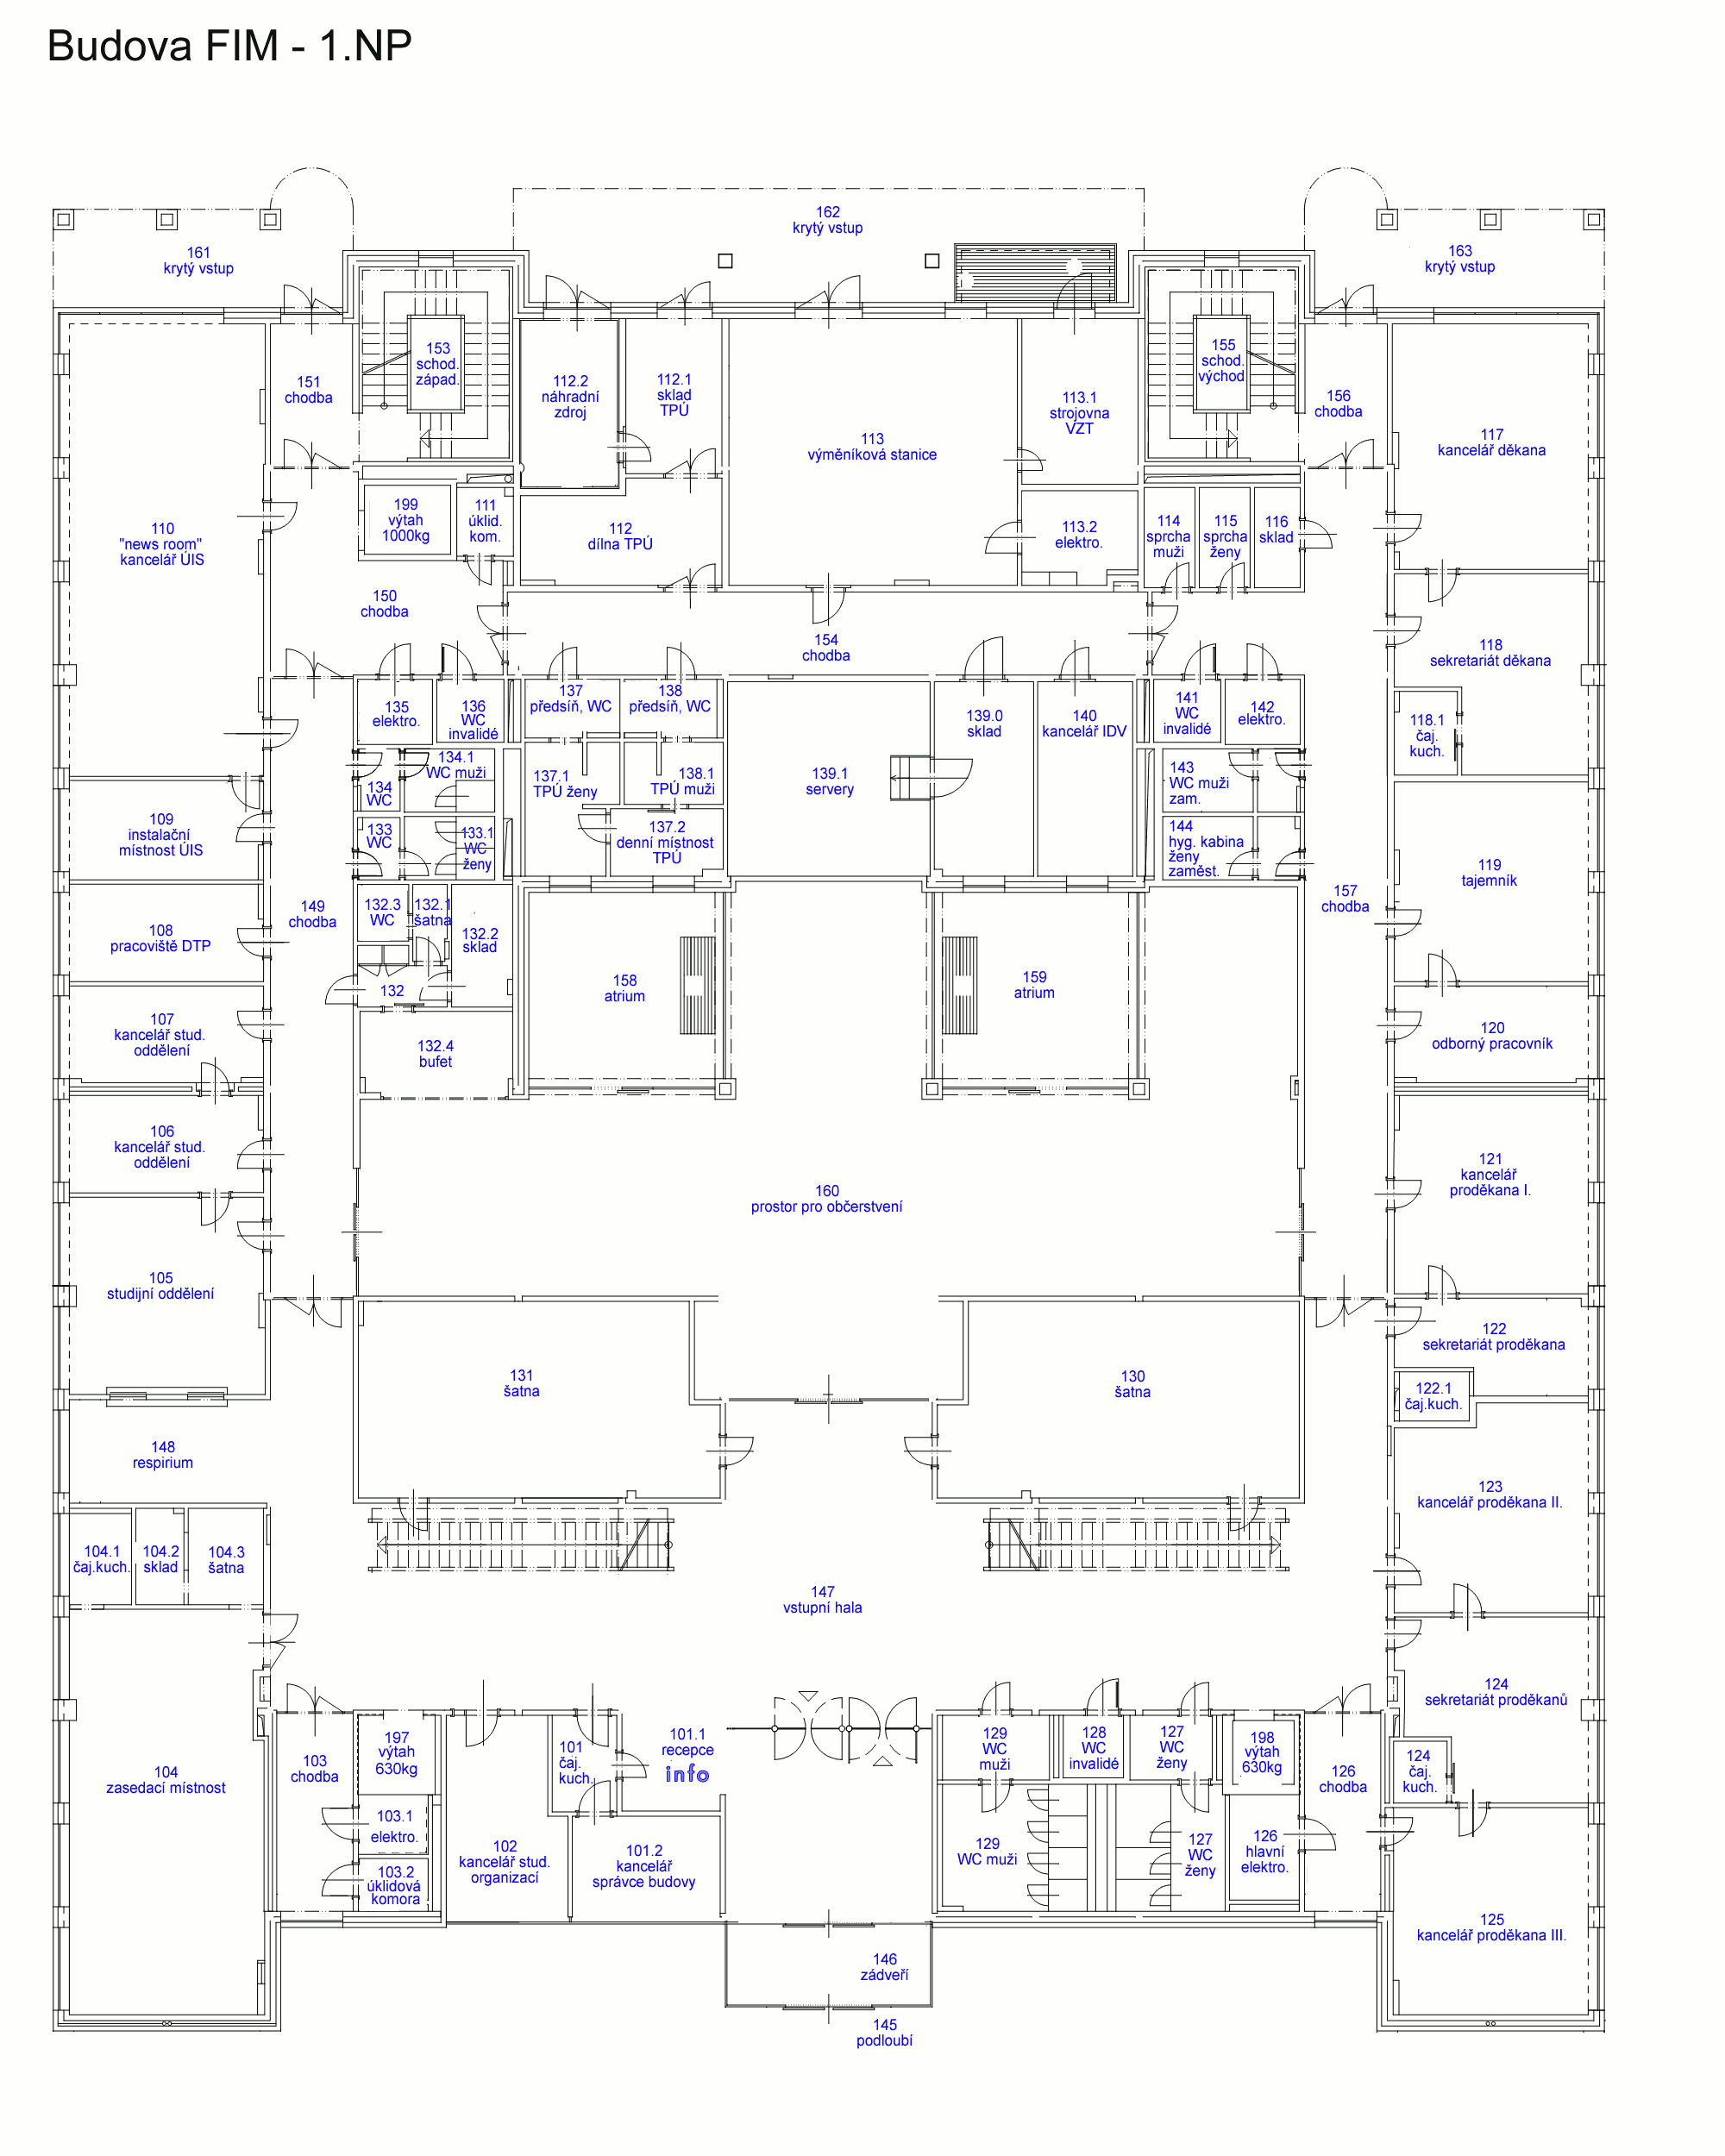 Budova FIM - 1.NP
162
krytý vstup
161
krytý vstup
163
krytý vstup
153
schod.
západ.
155
schod.
východ.
151
chodba
112.2
náhradní
zdroj
112.1
sklad
TPÚ
113
výměníková stanice
113.1
strojovna
VZT
156
chodba
117
kancelář děkana
110
"news room"
kancelář ÚIS
199
výtah
1000kg
111
úklid.
kom.
112
dílna TPÚ
113.2
elektro.
114
sprcha
muži
115
sprcha
ženy
116
sklad
150
chodba
154
chodba
118
sekretariát děkana
135
elektro.
136
WC
invalidé
137
předsíň, WC
138
předsíň, WC
139.0
sklad
140
kancelář IDV
141
WC
invalidé
142
elektro.
118.1
čaj.
kuch.
134.1
WC muži
134
WC
137.1
TPÚ ženy
138.1
TPÚ muži
139.1
servery
143
WC muži
zam.
109
instalační
místnost ÚIS
133
WC
133.1
WC
ženy
137.2
denní místnost
TPÚ
144
hyg. kabina
ženy
zaměst.
119
tajemník
149
chodba
132.3
WC
132.1
šatna
132.2
sklad
157
chodba
108
pracoviště DTP
132
158
atrium
159
atrium
107
kancelář stud.
oddělení
132.4
bufet
120
odborný pracovník
106
kancelář stud.
oddělení
160
prostor pro občerstvení
121
kancelář
proděkana I.
105
studijní oddělení
122
sekretariát proděkana
131
šatna
130
šatna
122.1
čaj.kuch.
148
respirium
123
kancelář proděkana II.
104.1
čaj.kuch.
104.2
sklad
104.3
šatna
147
vstupní hala
124
sekretariát proděkanů
104
zasedací místnost
103
chodba
197
výtah
630kg
101
čaj.
kuch.
101.1
recepce
info
129
WC
muži
128
WC
invalidé
127
WC
ženy
198
výtah
630kg
126
chodba
124
čaj.
kuch.
103.1
elektro.
102
kancelář stud.
organizací
101.2
kancelář
správce budovy
129
WC muži
127
WC
ženy
126
hlavní
elektro.
103.2
úklidová
komora
125
kancelář proděkana III.
146
zádveří
145
podloubí